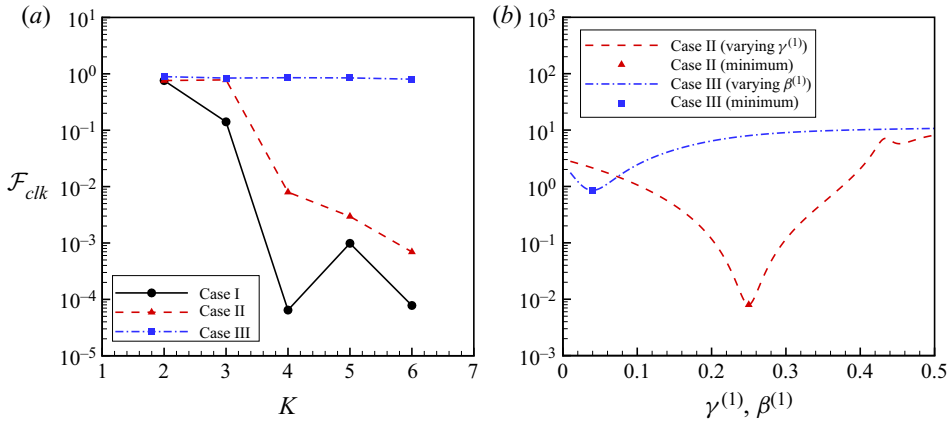 (a)
10^1
10^0
10^−1
10^−2
10^−3
10^−4
10^−5
F_clk
Case I
Case II
Case III
1 2 3 4 5 6 7
K
(b)
10^3
10^2
10^1
10^0
10^−1
10^−2
10^−3
Case II (varying γ^(1))
Case II (minimum)
Case III (varying β^(1))
Case III (minimum)
0 0.1 0.2 0.3 0.4 0.5
γ^(1), β^(1)